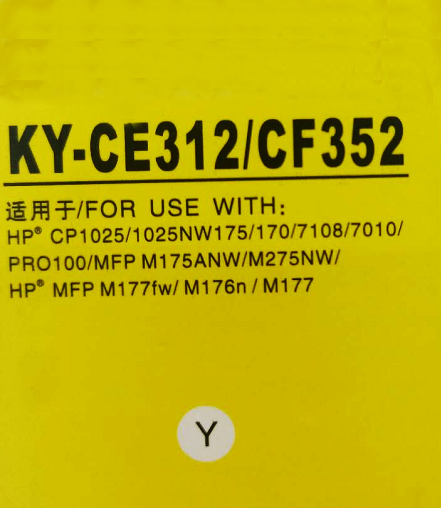 KY-CE312/CF352
适用于/FOR USE WITH:
HP® CP1025/1025NW175/170/7108/7010/
PRO100/MFP M175ANW/M275NW/
HP® MFP M177fw/ M176n / M177
Y